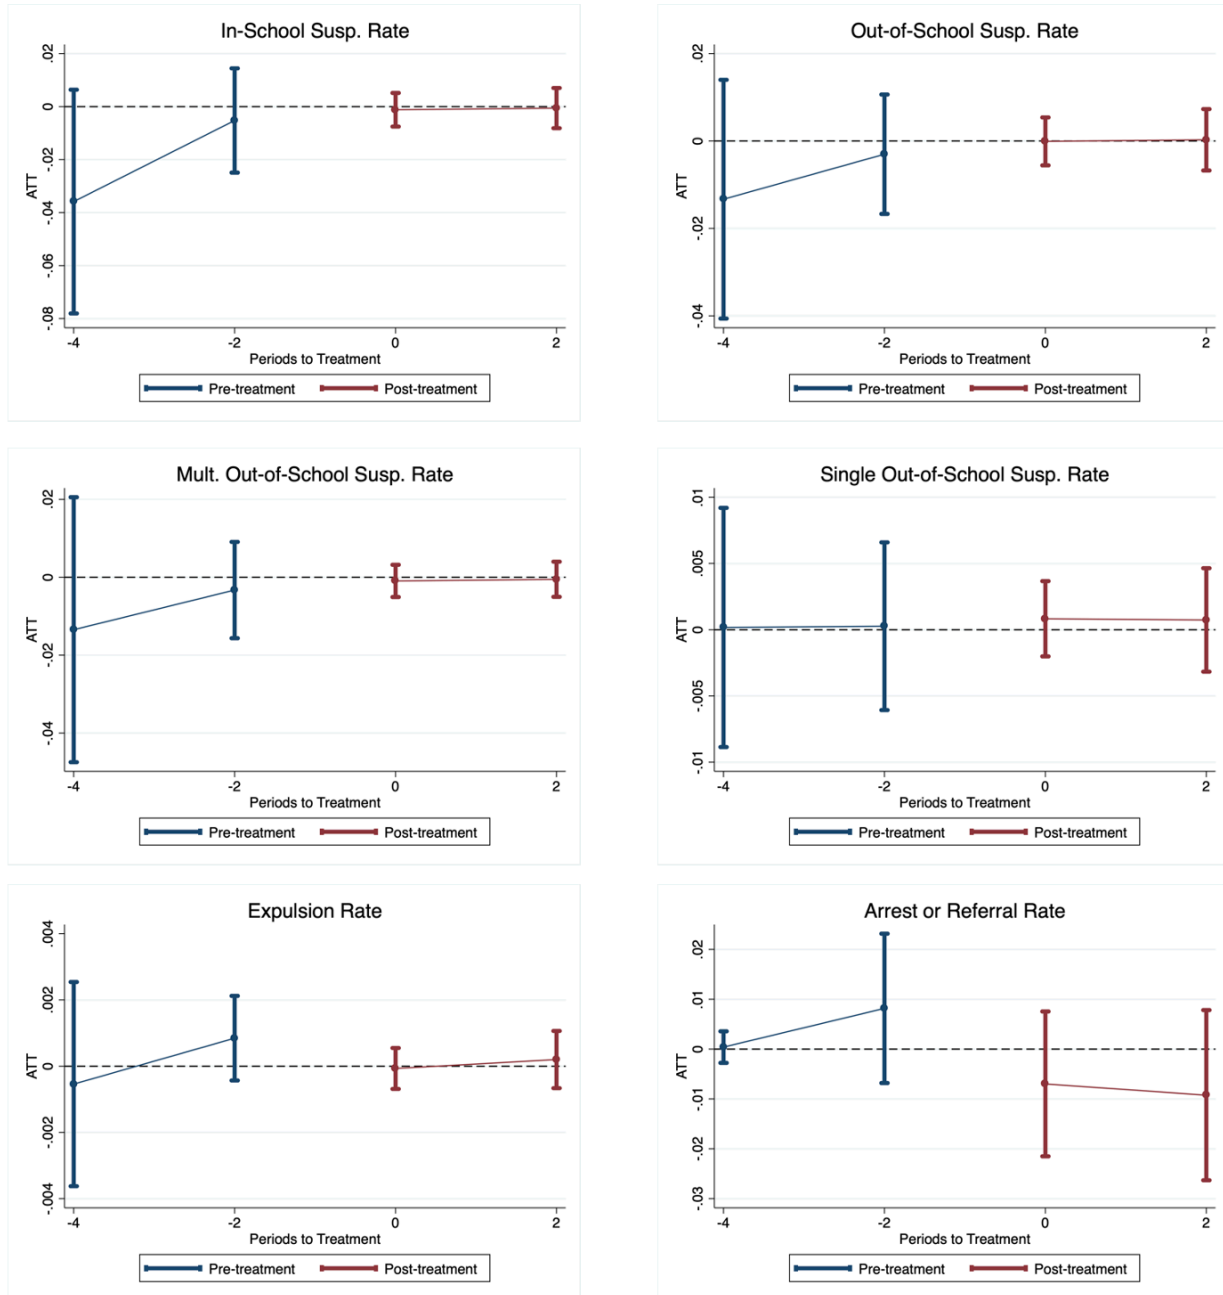 In-School Susp. Rate
.02
0
-.02
-.04
-.06
-.08
ATT
-4 -2 0 2
Periods to Treatment
Pre-treatment Post-treatment
Out-of-School Susp. Rate
.02
0
-.02
-.04
ATT
-4 -2 0 2
Periods to Treatment
Pre-treatment Post-treatment
Mult. Out-of-School Susp. Rate
.02
0
-.02
-.04
ATT
-4 -2 0 2
Periods to Treatment
Pre-treatment Post-treatment
Single Out-of-School Susp. Rate
.01
.005
0
-.005
-.01
ATT
-4 -2 0 2
Periods to Treatment
Pre-treatment Post-treatment
Expulsion Rate
.004
.002
0
-.002
-.004
ATT
-4 -2 0 2
Periods to Treatment
Pre-treatment Post-treatment
Arrest or Referral Rate
.02
.01
0
-.01
-.02
-.03
ATT
-4 -2 0 2
Periods to Treatment
Pre-treatment Post-treatment